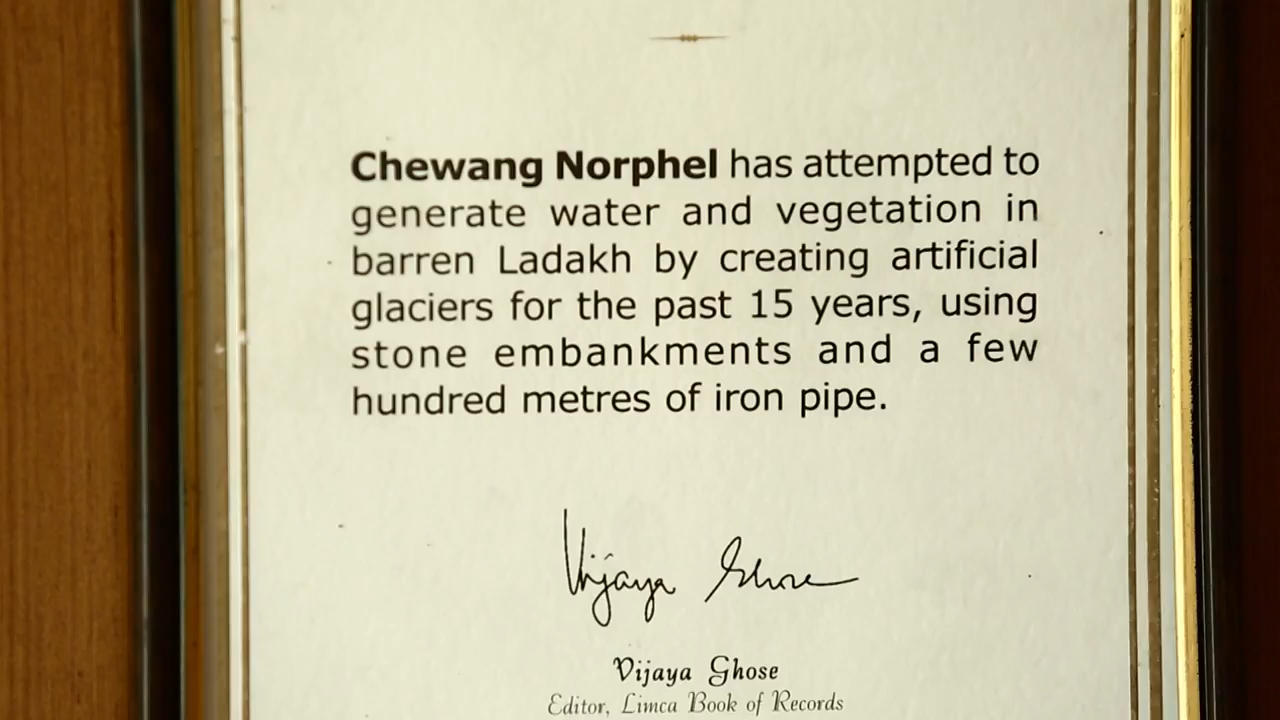 Chewang Norphel has attempted to
generate water and vegetation in
barren Ladakh by creating artificial
glaciers for the past 15 years, using
stone embankments and a few
hundred metres of iron pipe.
Vijaya Ghose
Vijaya Ghose
Editor, Limca Book of Records